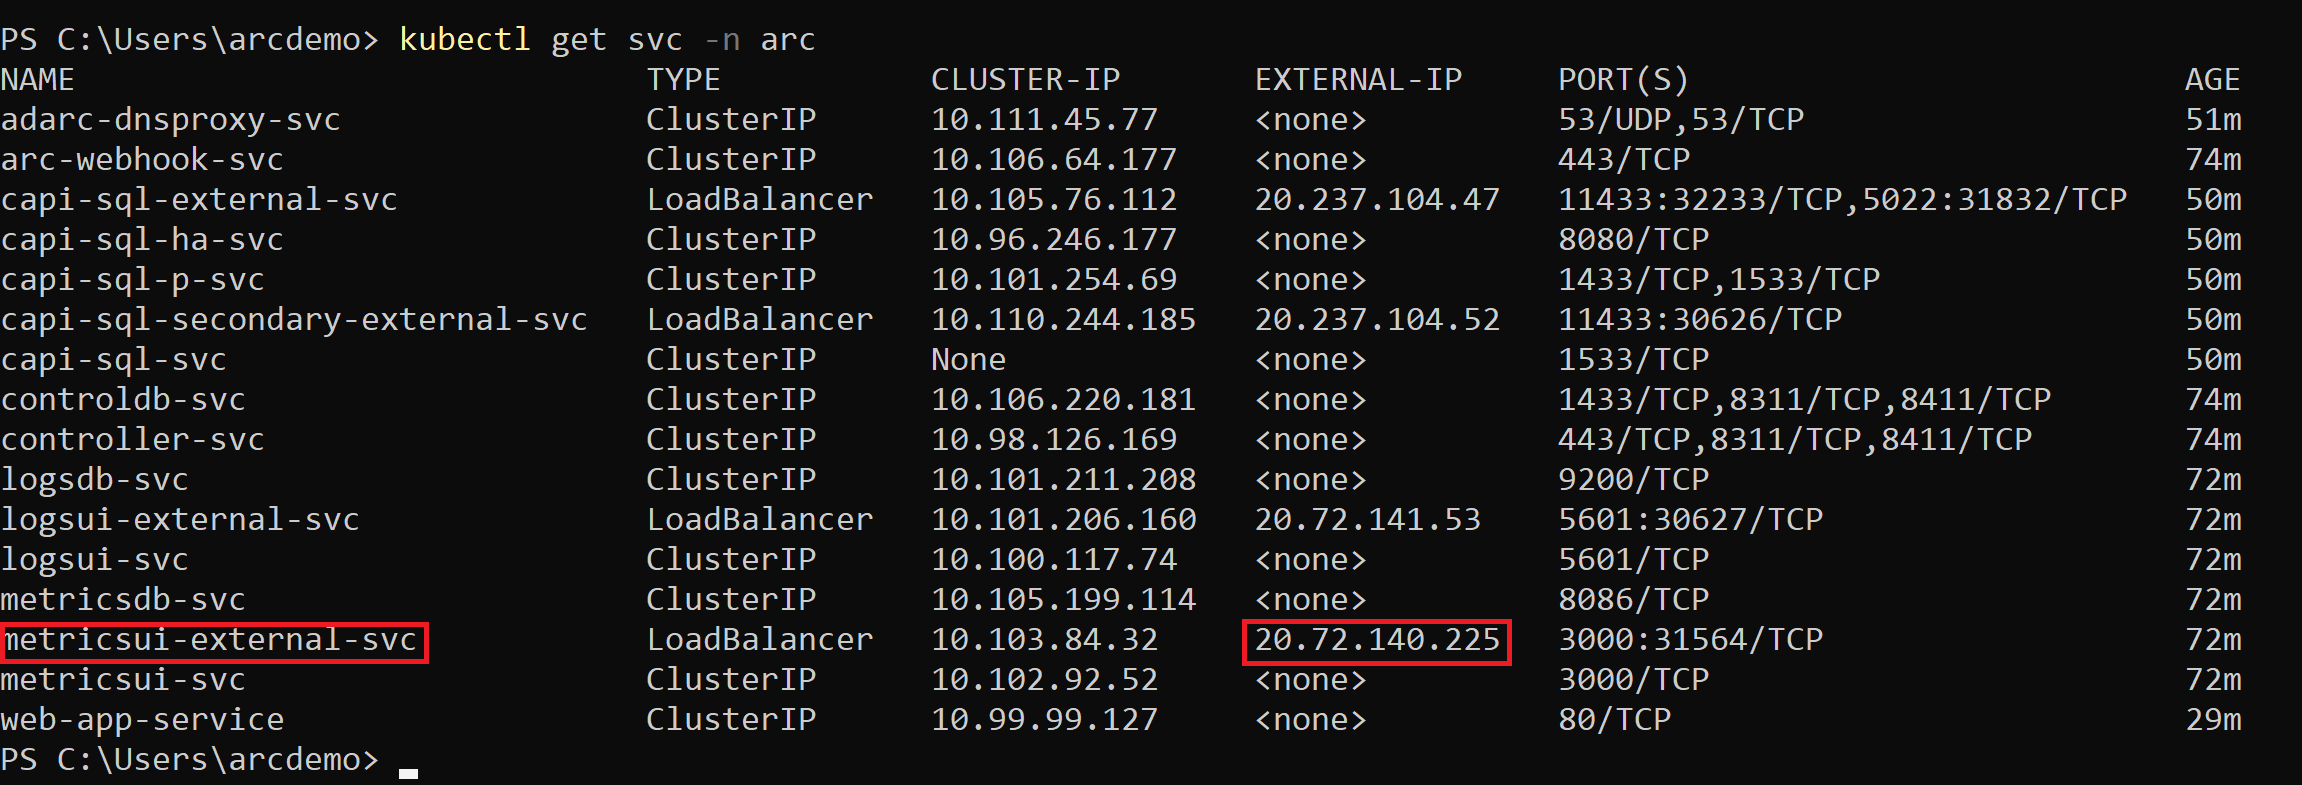 PS C:\Users\arcdemo> kubectl get svc -n arc
NAME TYPE CLUSTER-IP EXTERNAL-IP PORT(S) AGE
adarc-dnsproxy-svc ClusterIP 10.111.45.77 <none> 53/UDP,53/TCP 51m
arc-webhook-svc ClusterIP 10.106.64.177 <none> 443/TCP 74m
capi-sql-external-svc LoadBalancer 10.105.76.112 20.237.104.47 11433:32233/TCP,5022:31832/TCP 50m
capi-sql-ha-svc ClusterIP 10.96.246.177 <none> 8080/TCP 50m
capi-sql-p-svc ClusterIP 10.101.254.69 <none> 1433/TCP,1533/TCP 50m
capi-sql-secondary-external-svc LoadBalancer 10.110.244.185 20.237.104.52 11433:30626/TCP 50m
capi-sql-svc ClusterIP None <none> 1533/TCP 50m
controldb-svc ClusterIP 10.106.220.181 <none> 1433/TCP,8311/TCP,8411/TCP 74m
controller-svc ClusterIP 10.98.126.169 <none> 443/TCP,8311/TCP,8411/TCP 74m
logsdb-svc ClusterIP 10.101.211.208 <none> 9200/TCP 72m
logsui-external-svc LoadBalancer 10.101.206.160 20.72.141.53 5601:30627/TCP 72m
logsui-svc ClusterIP 10.100.117.74 <none> 5601/TCP 72m
metricsdb-svc ClusterIP 10.105.199.114 <none> 8086/TCP 72m
metricsui-external-svc LoadBalancer 10.103.84.32 20.72.140.225 3000:31564/TCP 72m
metricsui-svc ClusterIP 10.102.92.52 <none> 3000/TCP 72m
web-app-service ClusterIP 10.99.99.127 <none> 80/TCP 29m
PS C:\Users\arcdemo>